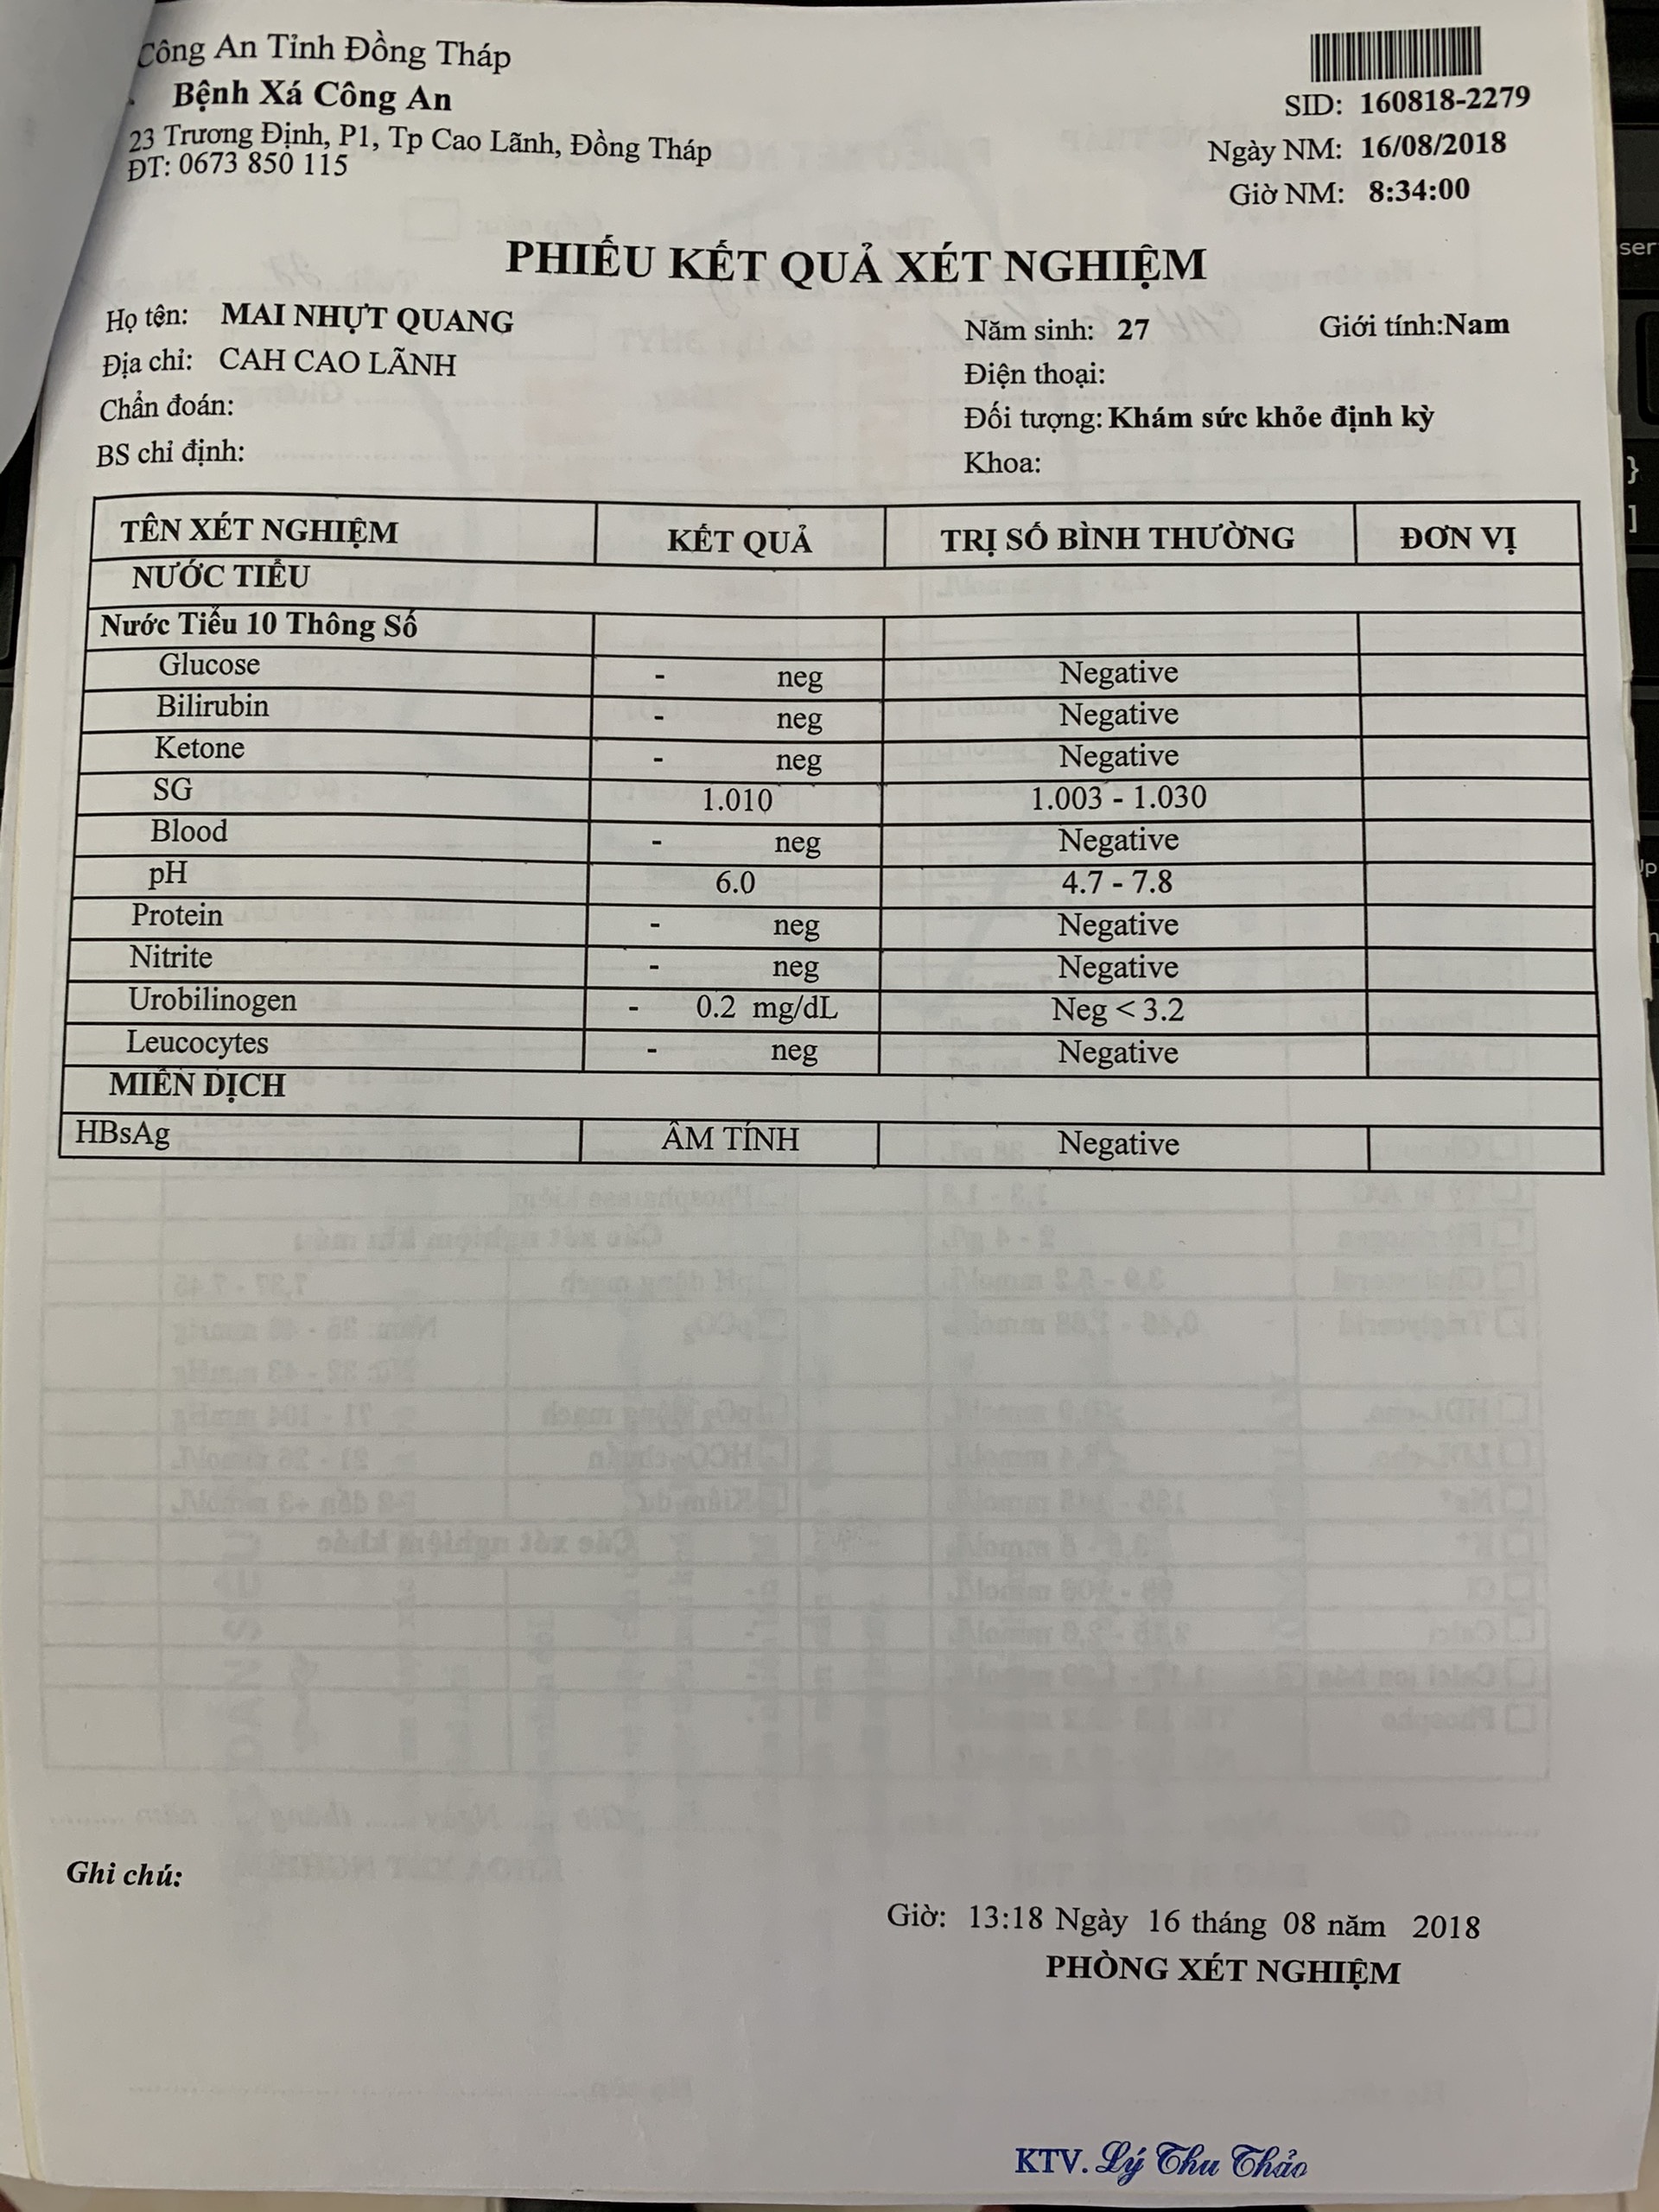 Công An Tỉnh Đồng Tháp
Bệnh Xá Công An
23 Trương Định, P1, Tp Cao Lãnh, Đồng Tháp
ĐT: 0673 850 115
SID: 160818-2279
Ngày NM: 16/08/2018
Giờ NM: 8:34:00
PHIẾU KẾT QUẢ XÉT NGHIỆM
Họ tên: MAI NHỰT QUANG Năm sinh: 27 Giới tính:Nam
Địa chỉ: CAH CAO LÃNH Điện thoại:
Chẩn đoán: Đối tượng: Khám sức khỏe định kỳ
BS chỉ định: Khoa:
TÊN XÉT NGHIỆM KẾT QUẢ TRỊ SỐ BÌNH THƯỜNG ĐƠN VỊ
NƯỚC TIỂU
Nước Tiểu 10 Thông Số
Glucose - neg Negative
Bilirubin - neg Negative
Ketone - neg Negative
SG 1.010 1.003 - 1.030
Blood - neg Negative
pH 6.0 4.7 - 7.8
Protein - neg Negative
Nitrite - neg Negative
Urobilinogen - 0.2 mg/dL Neg < 3.2
Leucocytes - neg Negative
MIỄN DỊCH
HBsAg ÂM TÍNH Negative
Ghi chú:
Giờ: 13:18 Ngày 16 tháng 08 năm 2018
PHÒNG XÉT NGHIỆM
KTV. Lý Thu Thảo